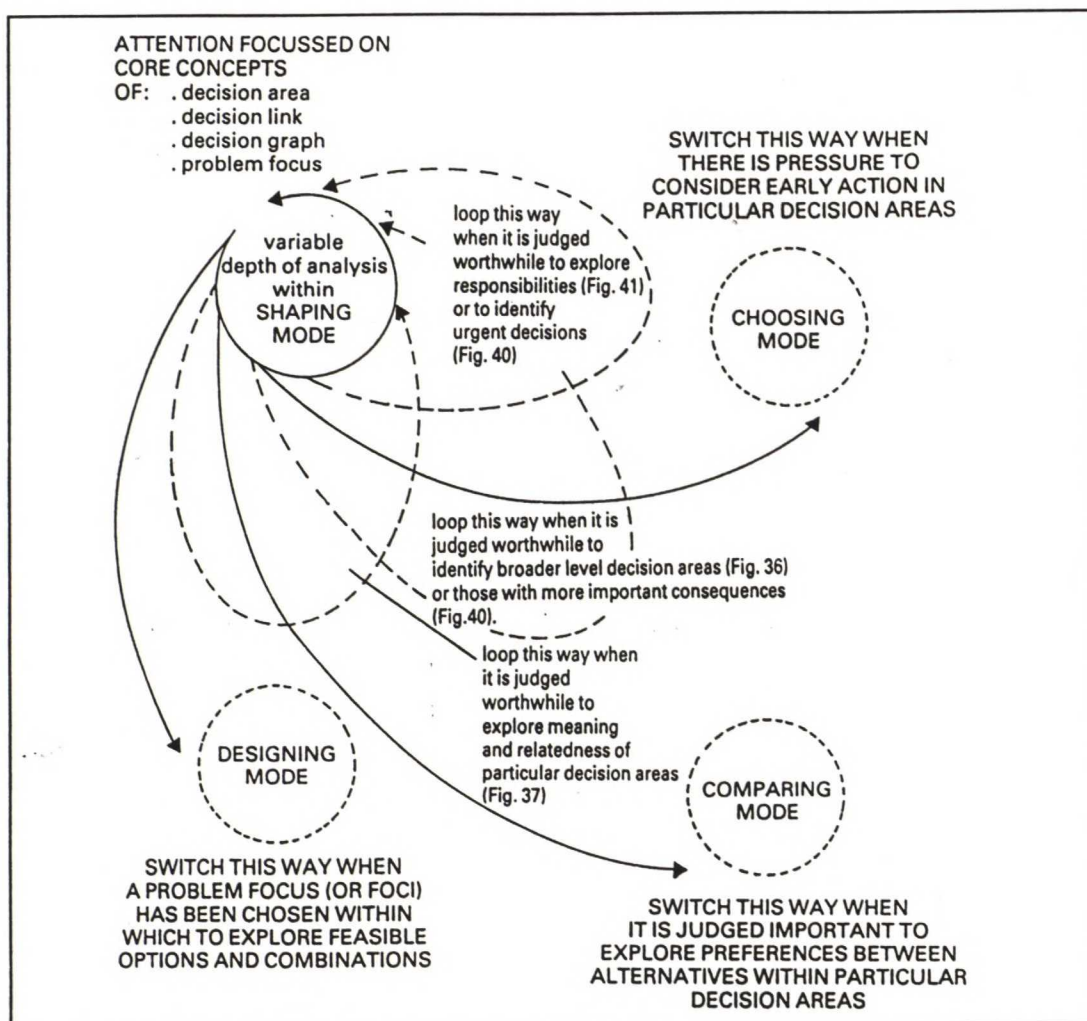 ATTENTION FOCUSSED ON
CORE CONCEPTS
OF: . decision area
. decision link
. decision graph
. problem focus
SWITCH THIS WAY WHEN
THERE IS PRESSURE TO
CONSIDER EARLY ACTION IN
PARTICULAR DECISION AREAS
variable
depth of analysis
within
SHAPING
MODE
loop this way
when it is judged
worthwhile to explore
responsibilities (Fig. 41)
or to identify
urgent decisions
(Fig. 40)
CHOOSING
MODE
loop this way when it is
judged worthwhile to
identify broader level decision areas (Fig. 36)
or those with more important consequences
(Fig.40).
loop this way when
it is judged
worthwhile to
explore meaning
and relatedness of
particular decision areas
(Fig. 37)
DESIGNING
MODE
COMPARING
MODE
SWITCH THIS WAY WHEN
A PROBLEM FOCUS (OR FOCI)
HAS BEEN CHOSEN WITHIN
WHICH TO EXPLORE FEASIBLE
OPTIONS AND COMBINATIONS
SWITCH THIS WAY WHEN
IT IS JUDGED IMPORTANT TO
EXPLORE PREFERENCES BETWEEN
ALTERNATIVES WITHIN PARTICULAR
DECISION AREAS